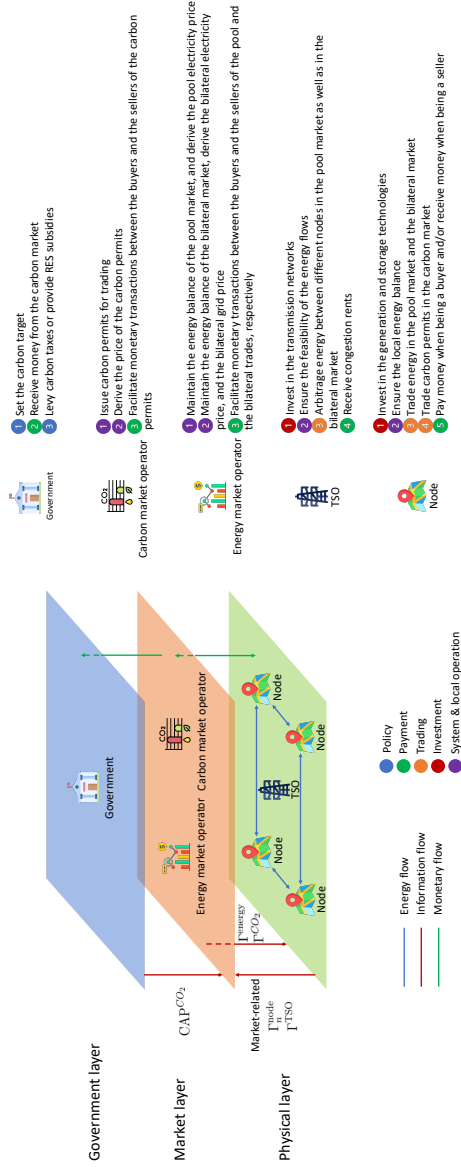 Government layer
Market layer
Physical layer
CAP^{CO_2}
Market-related
Γ_n^{node}
Γ^{TSO}
Γ^{energy}
Γ^{CO_2}
Government
Energy market operator
Carbon market operator
CO₂
Node
Node
TSO
Node
Node
Energy flow
Information flow
Monetary flow
Policy
Payment
Trading
Investment
System & local operation
Government
1 Set the carbon target
2 Receive money from the carbon market
3 Levy carbon taxes or provide RES subsidies
CO₂
Carbon market operator
1 Issue carbon permits for trading
2 Derive the price of the carbon permits
3 Facilitate monetary transactions between the buyers and the sellers of the carbon
permits
Energy market operator
1 Maintain the energy balance of the pool market, and derive the pool electricity price
2 Maintain the energy balance of the bilateral market, derive the bilateral electricity
price, and the bilateral grid price
3 Facilitate monetary transactions between the buyers and the sellers of the pool and
the bilateral trades, respectively
TSO
1 Invest in the transmission networks
2 Ensure the feasibility of the energy flows
3 Arbitrage energy between different nodes in the pool market as well as in the
bilateral market
4 Receive congestion rents
Node
1 Invest in the generation and storage technologies
2 Ensure the local energy balance
3 Trade energy in the pool market and the bilateral market
4 Trade carbon permits in the carbon market
5 Pay money when being a buyer and/or receive money when being a seller